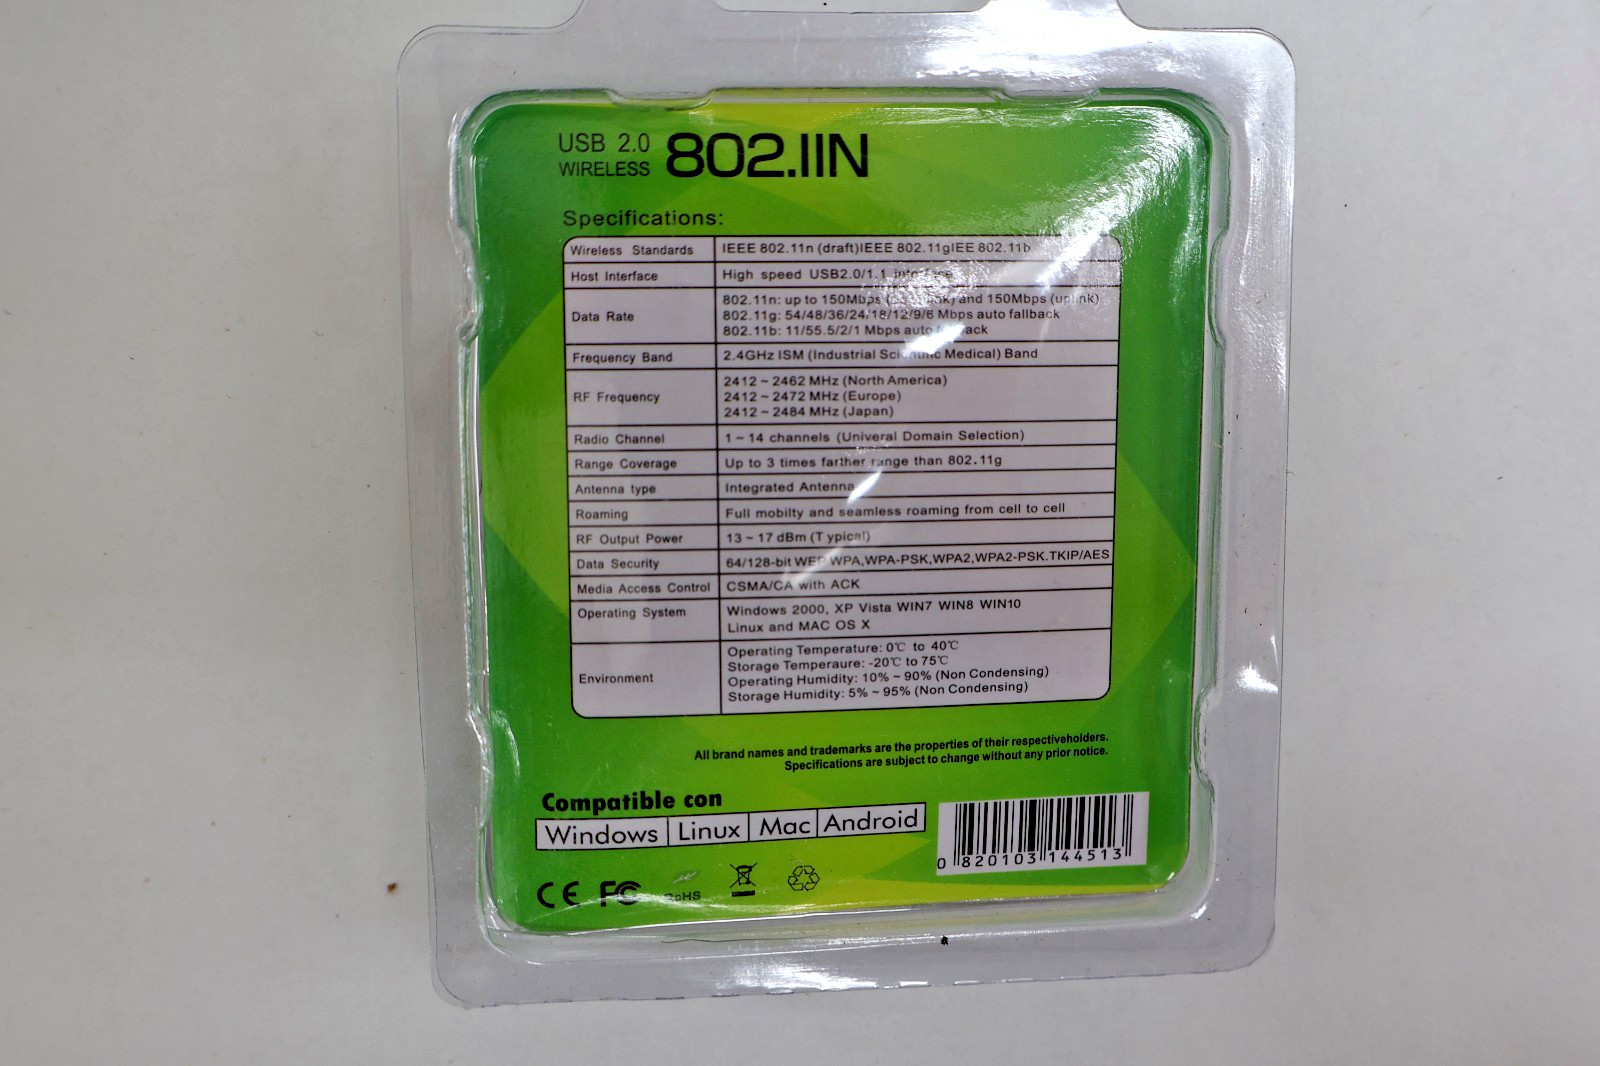 USB 2.0
WIRELESS 802.11N
Specifications:
Wireless Standards IEEE 802.11n (draft)IEEE 802.11gIEE 802.11b
Host Interface High speed USB2.0/1.1 interface
Data Rate
802.11n: up to 150Mbps and 150Mbps (uplink)
802.11g: 54/48/36/24/18/12/9/6 Mbps auto fallback
802.11b: 11/55.5/2/1 Mbps auto fallback
Frequency Band 2.4GHz ISM (Industrial Scientific Medical) Band
RF Frequency
2412 ~ 2462 MHz (North America)
2412 ~ 2472 MHz (Europe)
2412 ~ 2484 MHz (Japan)
Radio Channel 1 ~ 14 channels (Univeral Domain Selection)
Range Coverage Up to 3 times farther range than 802.11g
Antenna type Integrated Antenna
Roaming Full mobilty and seamless roaming from cell to cell
RF Output Power 13 ~ 17 dBm (T ypical)
Data Security 64/128-bit WEP WPA,WPA-PSK,WPA2,WPA2-PSK.TKIP/AES
Media Access Control CSMA/CA with ACK
Operating System Windows 2000, XP Vista WIN7 WIN8 WIN10
Linux and MAC OS X
Environment
Operating Temperature: 0℃ to 40℃
Storage Temperaure: -20℃ to 75℃
Operating Humidity: 10% ~ 90% (Non Condensing)
Storage Humidity: 5% ~ 95% (Non Condensing)
All brand names and trademarks are the properties of their respectiveholders.
Specifications are subject to change without any prior notice.
Compatible con
Windows Linux Mac Android
0 820103 144513
CE FC RoHS